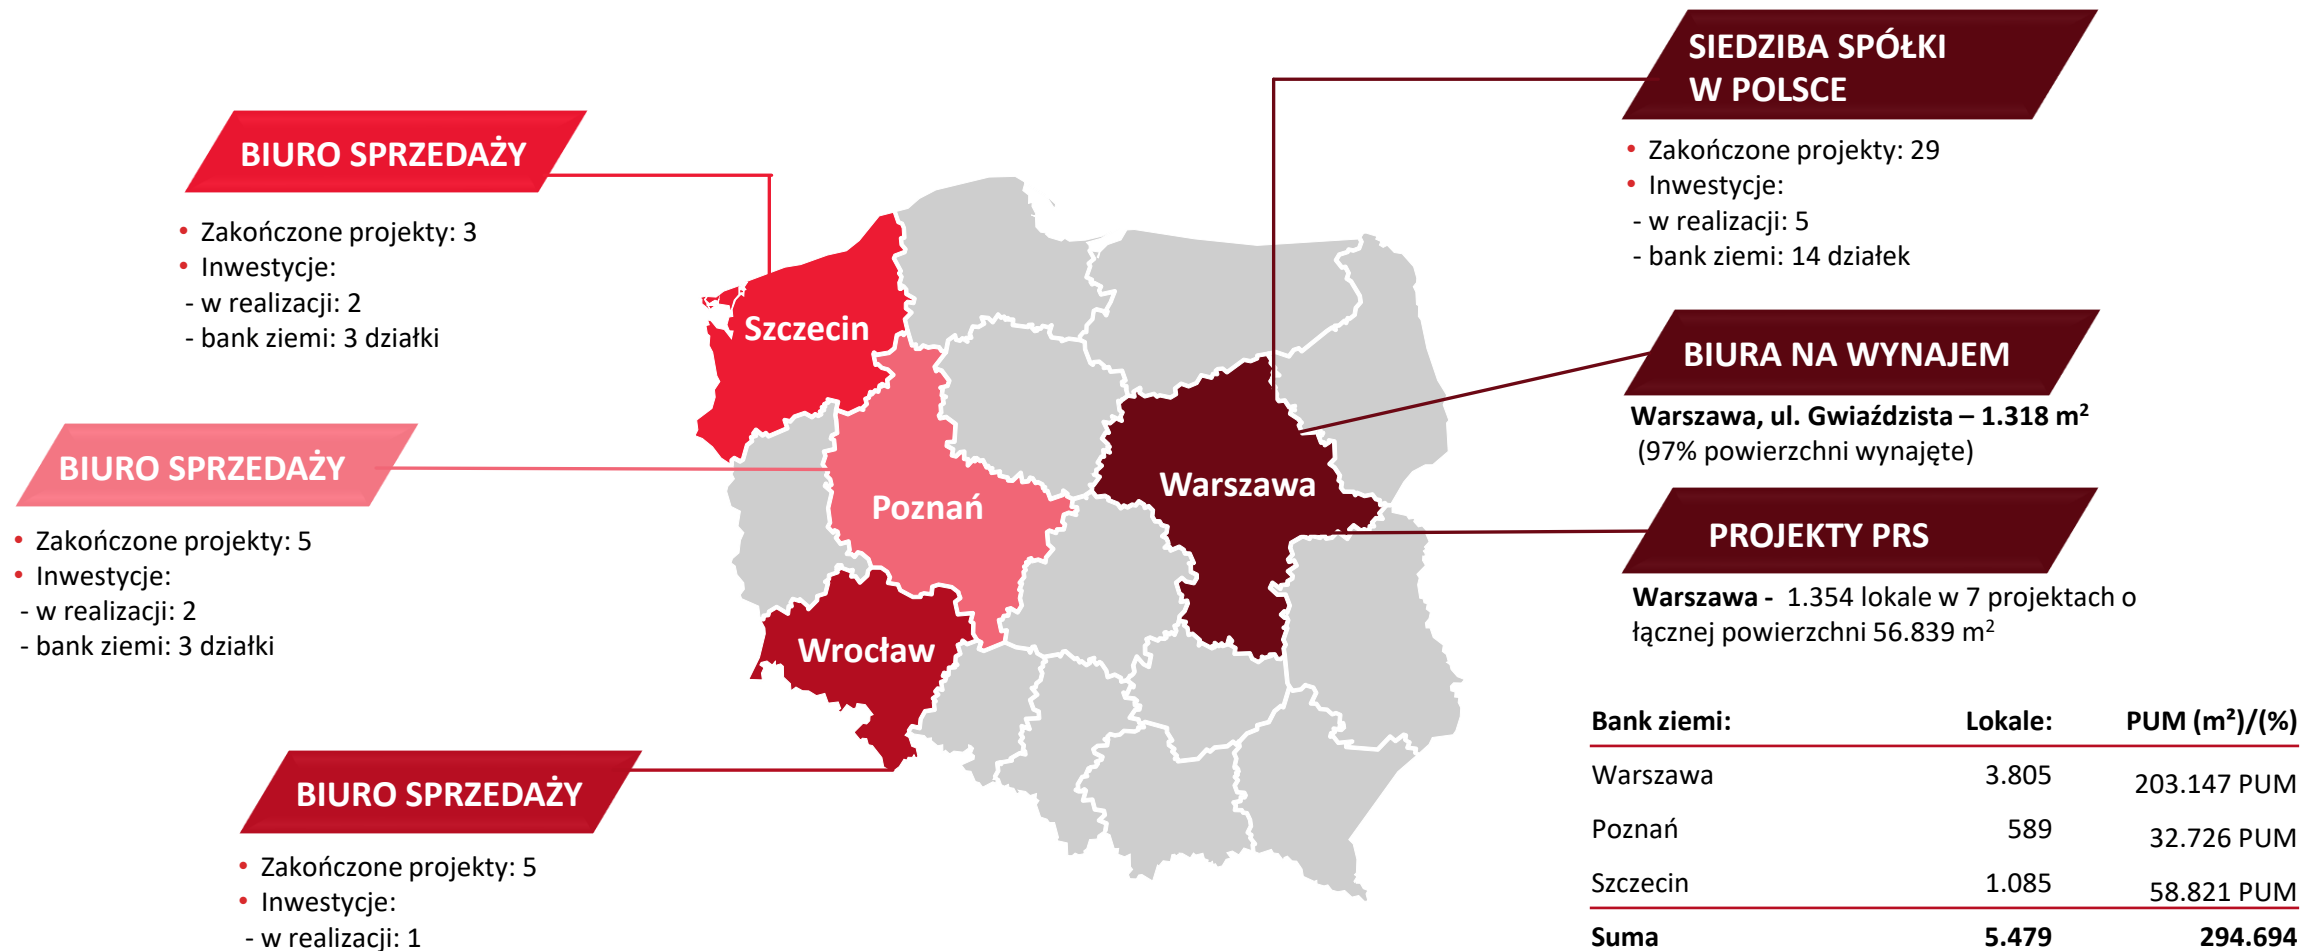 SIEDZIBA SPÓŁKI
W POLSCE
• Zakończone projekty: 29
• Inwestycje:
- w realizacji: 5
- bank ziemi: 14 działek
BIURO SPRZEDAŻY
• Zakończone projekty: 3
• Inwestycje:
- w realizacji: 2
- bank ziemi: 3 działki
Szczecin
BIURA NA WYNAJEM
Warszawa, ul. Gwiaździsta – 1.318 m²
(97% powierzchni wynajęte)
BIURO SPRZEDAŻY
• Zakończone projekty: 5
• Inwestycje:
- w realizacji: 2
- bank ziemi: 3 działki
Poznań
Warszawa
PROJEKTY PRS
Warszawa - 1.354 lokale w 7 projektach o
łącznej powierzchni 56.839 m²
Wrocław
BIURO SPRZEDAŻY
• Zakończone projekty: 5
• Inwestycje:
- w realizacji: 1
Bank ziemi: Lokale: PUM (m²)/(%)
Warszawa 3.805 203.147 PUM
Poznań 589 32.726 PUM
Szczecin 1.085 58.821 PUM
Suma 5.479 294.694